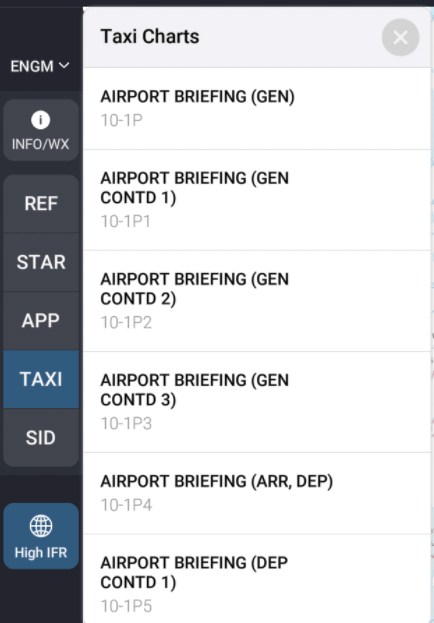 Taxi Charts
ENGM
INFO/WX
REF
STAR
APP
TAXI
SID
High IFR
AIRPORT BRIEFING (GEN)
10-1P
AIRPORT BRIEFING (GEN
CONTD 1)
10-1P1
AIRPORT BRIEFING (GEN
CONTD 2)
10-1P2
AIRPORT BRIEFING (GEN
CONTD 3)
10-1P3
AIRPORT BRIEFING (ARR, DEP)
10-1P4
AIRPORT BRIEFING (DEP
CONTD 1)
10-1P5